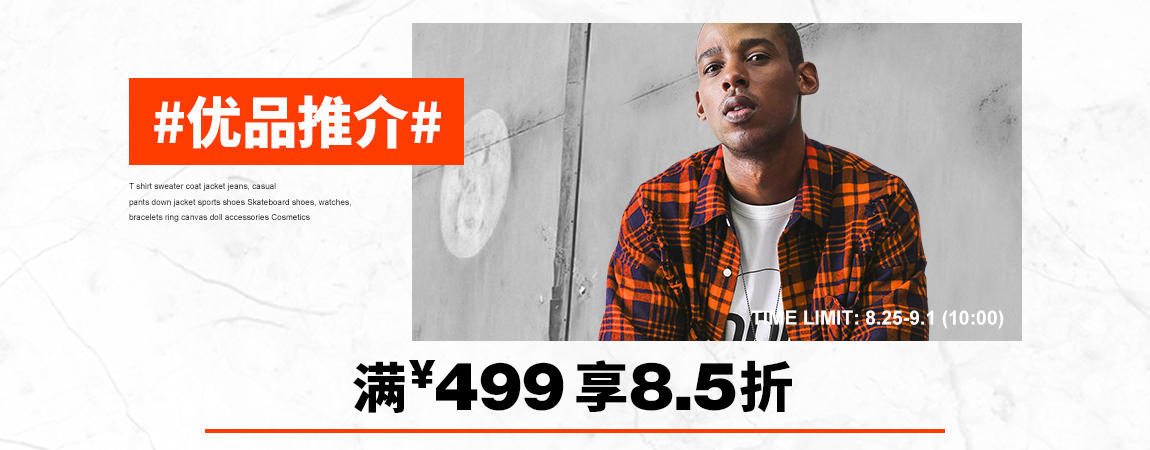 #优品推介#
T shirt sweater coat jacket jeans, casual
pants down jacket sports shoes Skateboard shoes, watches,
bracelets ring canvas doll accessories Cosmetics
TIME LIMIT: 8.25-9.1 (10:00)
满¥499 享8.5折